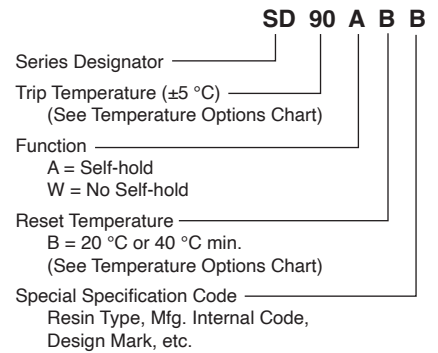 SD 90 A B B
Series Designator
Trip Temperature (±5 °C)
(See Temperature Options Chart)
Function
A = Self-hold
W = No Self-hold
Reset Temperature
B = 20 °C or 40 °C min.
(See Temperature Options Chart)
Special Specification Code
Resin Type, Mfg. Internal Code,
Design Mark, etc.